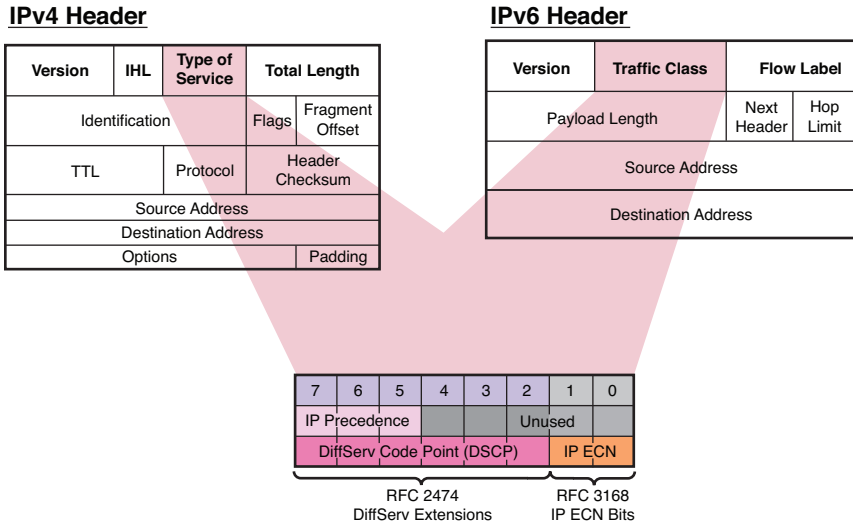 IPv4 Header
IPv6 Header
Version IHL Type of Service Total Length
Identification Flags Fragment Offset
TTL Protocol Header Checksum
Source Address
Destination Address
Options Padding
Version Traffic Class Flow Label
Payload Length Next Header Hop Limit
Source Address
Destination Address
7 6 5 4 3 2 1 0
IP Precedence Unused
DiffServ Code Point (DSCP) IP ECN
RFC 2474
DiffServ Extensions
RFC 3168
IP ECN Bits